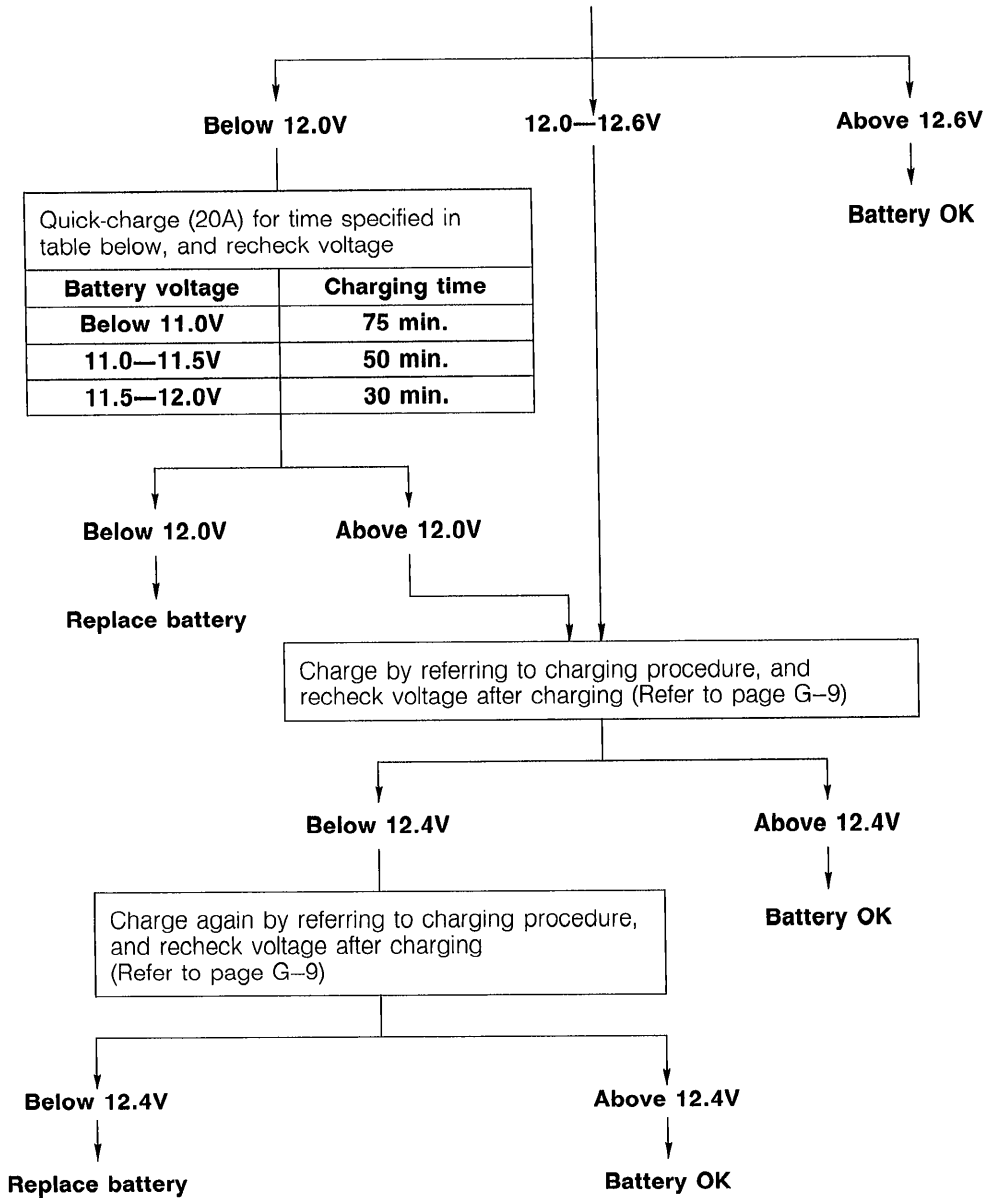 Below 12.0V
12.0—12.6V
Above 12.6V
Battery OK
Quick-charge (20A) for time specified in
table below, and recheck voltage
Battery voltage Charging time
Below 11.0V 75 min.
11.0—11.5V 50 min.
11.5—12.0V 30 min.
Below 12.0V
Above 12.0V
Replace battery
Charge by referring to charging procedure, and
recheck voltage after charging (Refer to page G–9)
Below 12.4V
Above 12.4V
Battery OK
Charge again by referring to charging procedure,
and recheck voltage after charging
(Refer to page G–9)
Below 12.4V
Above 12.4V
Replace battery
Battery OK